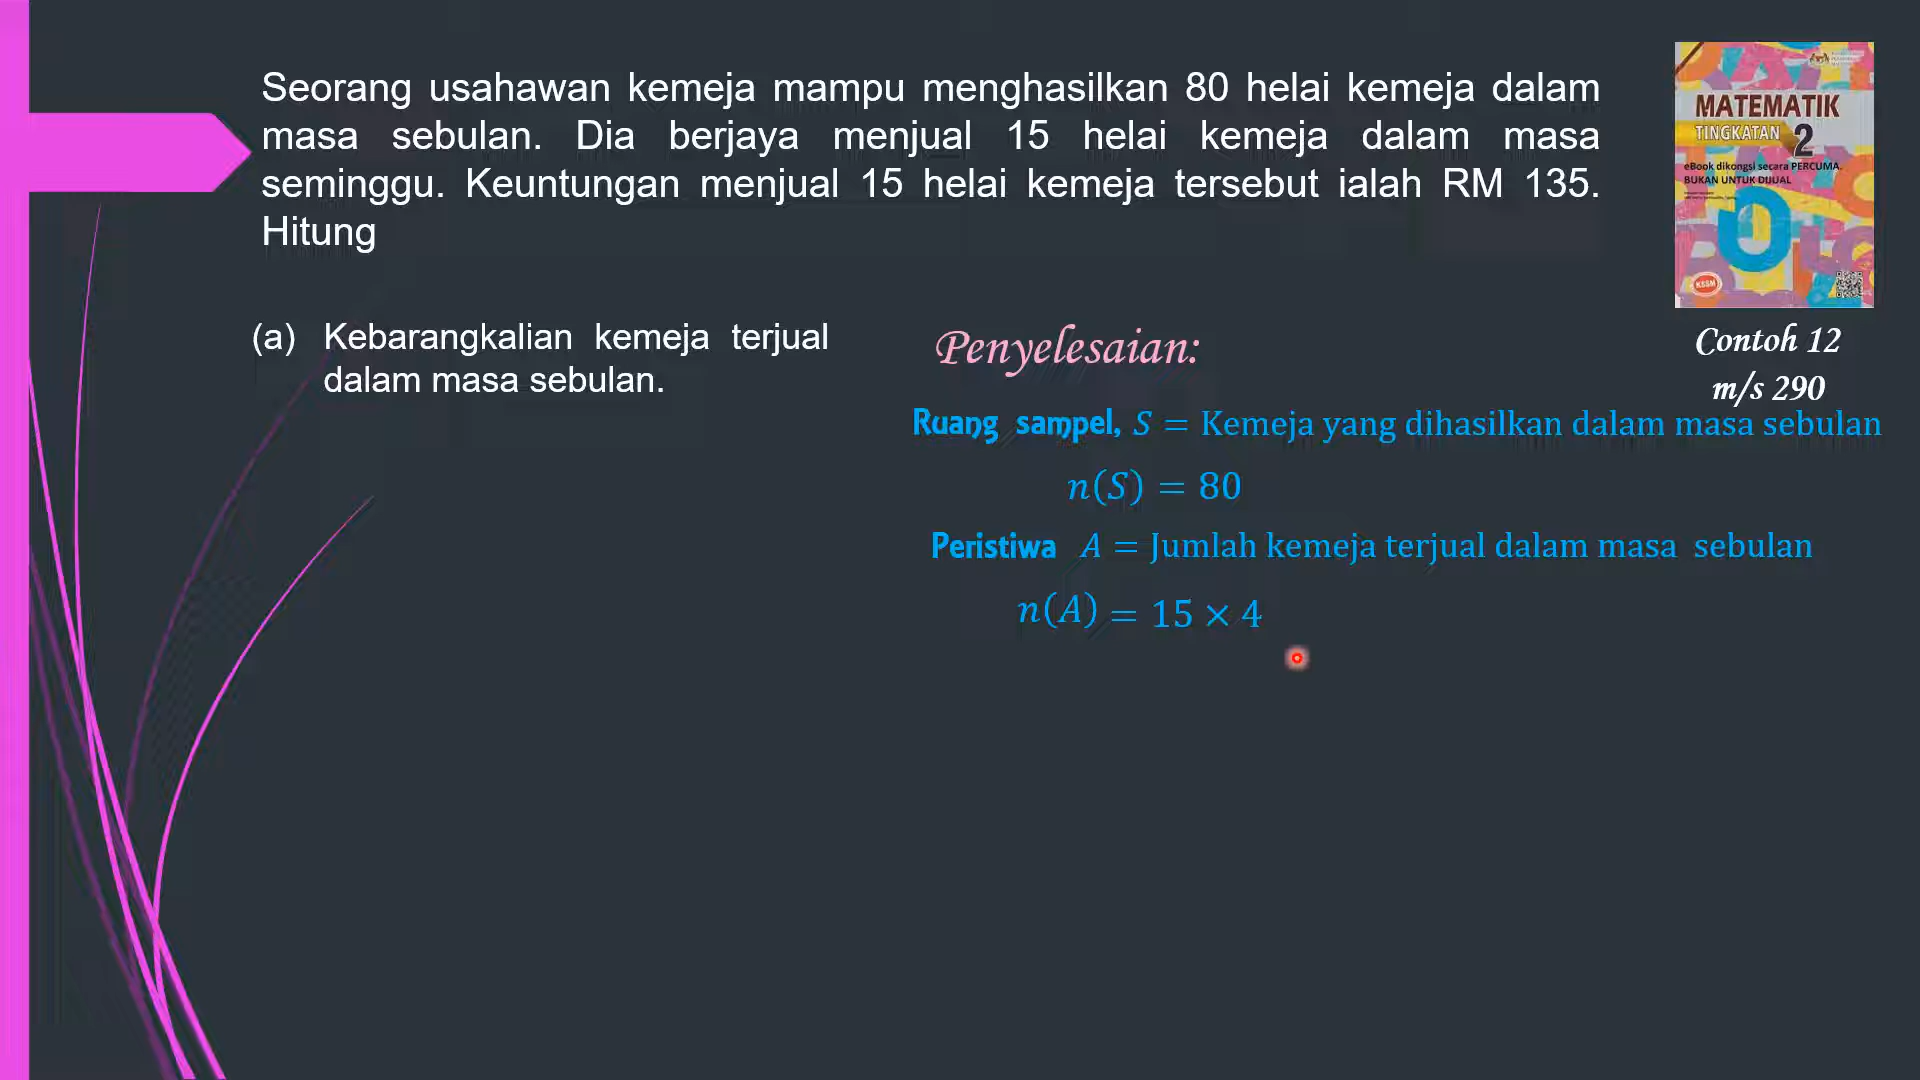 Seorang usahawan kemeja mampu menghasilkan 80 helai kemeja dalam
masa sebulan. Dia berjaya menjual 15 helai kemeja dalam masa
seminggu. Keuntungan menjual 15 helai kemeja tersebut ialah RM 135.
Hitung
(a) Kebarangkalian kemeja terjual
dalam masa sebulan.
Penyelesaian:
Ruang sampel, S = Kemeja yang dihasilkan dalam masa sebulan
n(S) = 80
Peristiwa A = Jumlah kemeja terjual dalam masa sebulan
n(A) = 15 × 4
MATEMATIK
TINGKATAN 2
eBook dikongsi secara PERCUMA.
BUKAN UNTUK DIJUAL
KSSM
Contoh 12
m/s 290